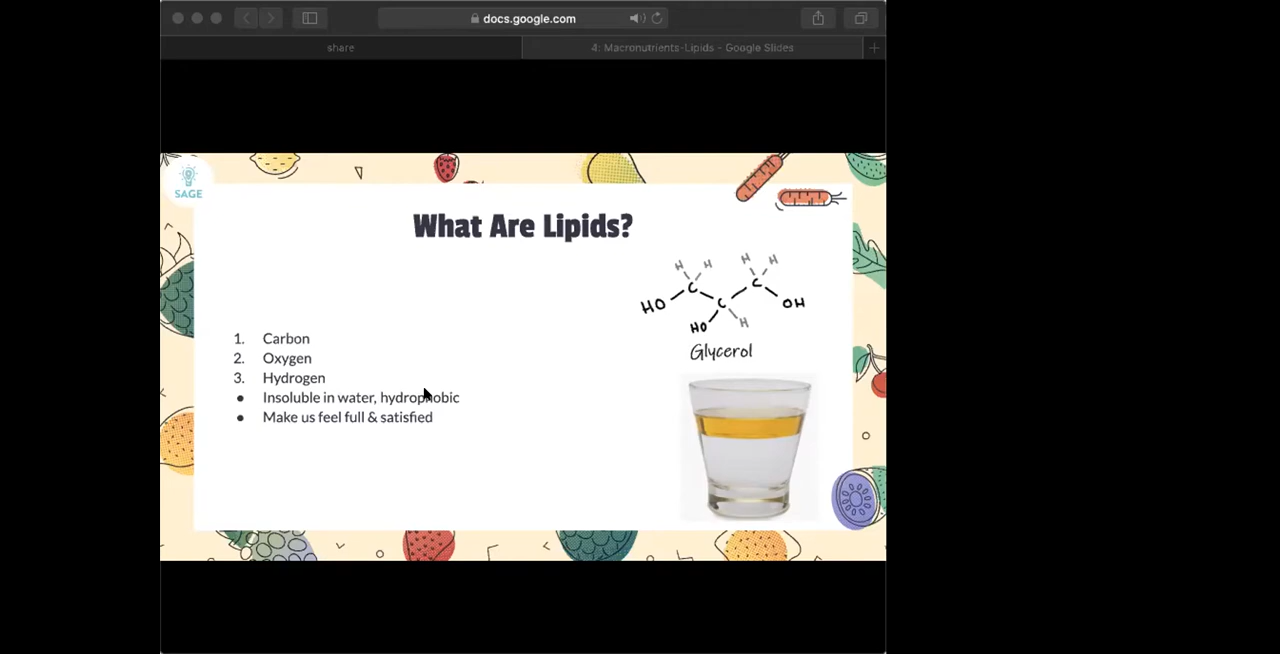 docs.google.com
share
4: Macronutrients-Lipids - Google Slides
SAGE
What Are Lipids?
H H H H
C C
HO C OH
HO H
Glycerol
1. Carbon
2. Oxygen
3. Hydrogen
● Insoluble in water, hydrophobic
● Make us feel full & satisfied